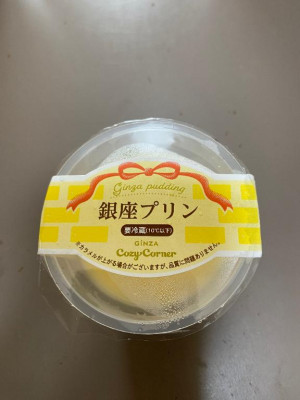 Ginza pudding
銀座プリン
要冷蔵(10℃以下)
GINZA
Cozy Corner
※カラメルが上がる場合がございますが、品質に問題ありません。